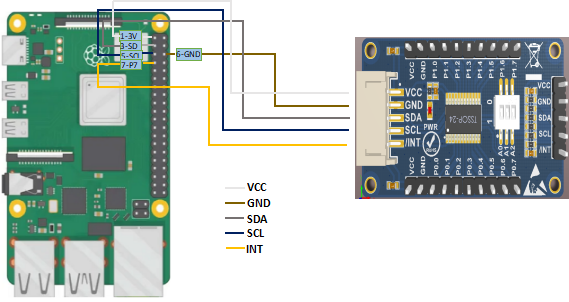 1-3V
3-SD
5-SCL
7-P7
6-GND
VCC
GND
SDA
SCL
/INT
PWR
TSSCP-24
1
0
VCC
GND
P1.0
P1.1
P1.2
P1.3
P1.4
P1.5
P1.6
P1.7
VCC
GND
P0.0
P0.1
P0.2
P0.3
P0.4
P0.5
P0.6
P0.7
A0
A1
A2
VCC
GND
SDA
SCL
/INT
VCC
GND
SDA
SCL
INT